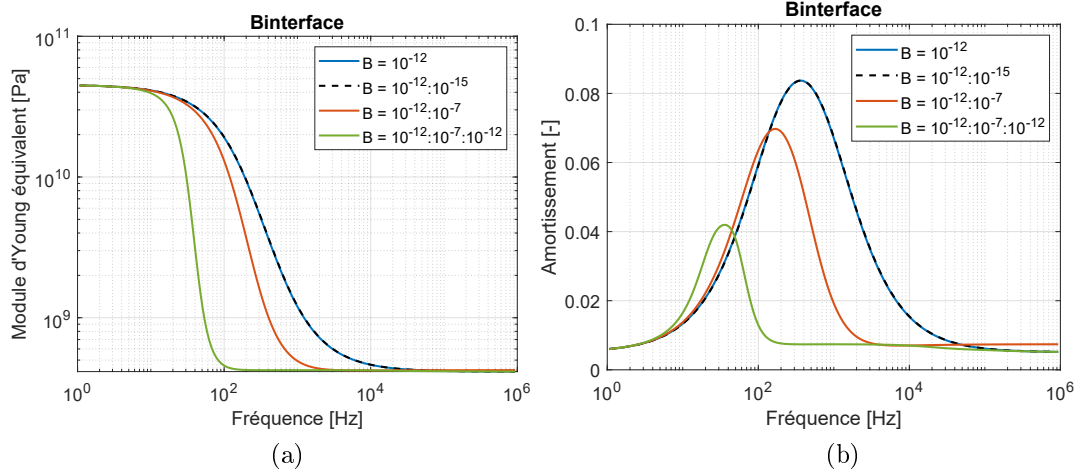 Binterface
Module d'Young équivalent [Pa]
10^11
10^10
10^9
B = 10^-12
B = 10^-12:10^-15
B = 10^-12:10^-7
B = 10^-12:10^-7:10^-12
10^0 10^2 10^4 10^6
Fréquence [Hz]
(a)
Binterface
Amortissement [-]
0.1
0.08
0.06
0.04
0.02
0
B = 10^-12
B = 10^-12:10^-15
B = 10^-12:10^-7
B = 10^-12:10^-7:10^-12
10^0 10^2 10^4 10^6
Fréquence [Hz]
(b)